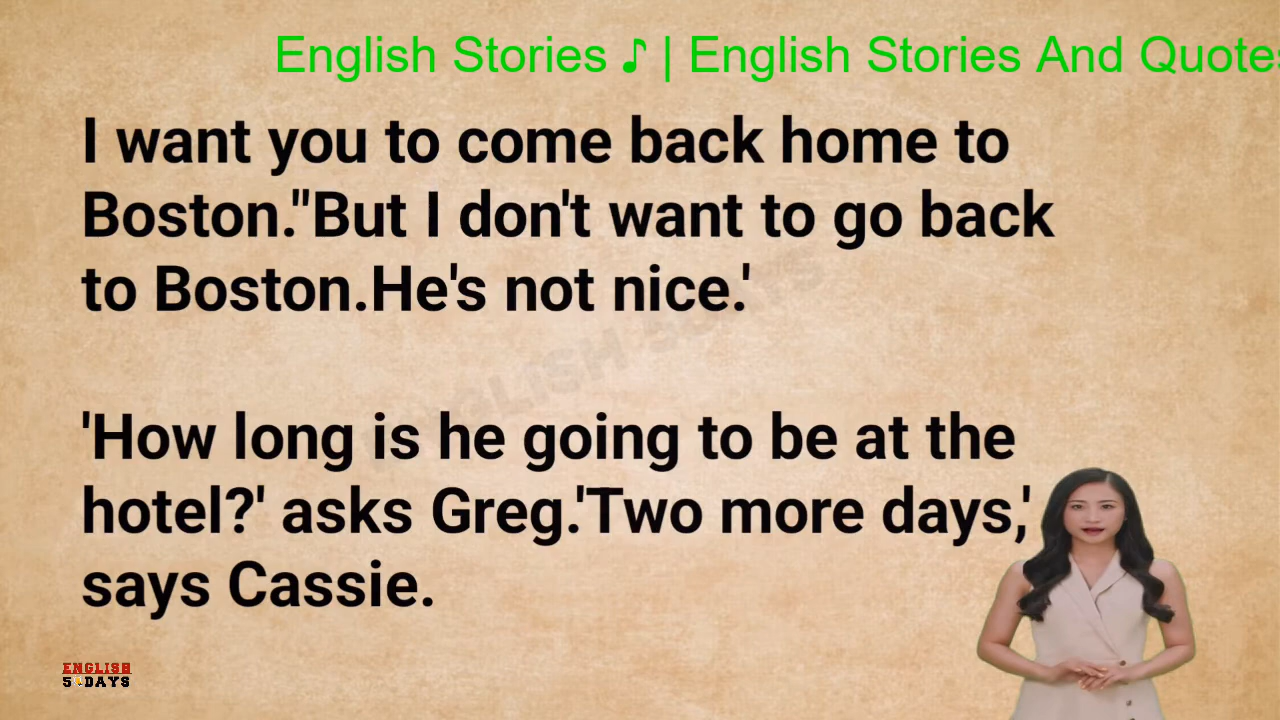 English Stories ♪ | English Stories And Quotes
I want you to come back home to
Boston."But I don't want to go back
to Boston.He's not nice.'
'How long is he going to be at the
hotel?' asks Greg.'Two more days,'
says Cassie.
ENGLISH
5 DAYS